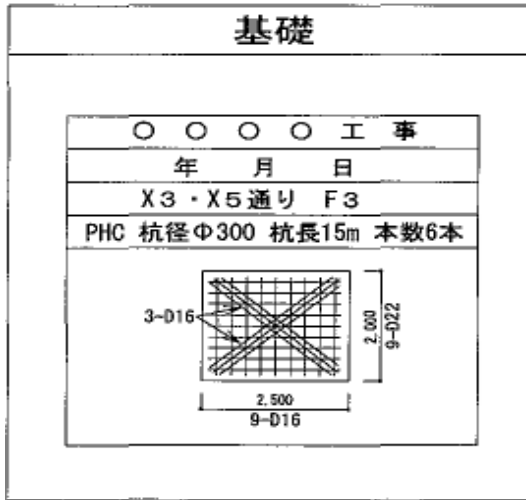 基礎
○ ○ ○ ○ 工 事
年 月 日
X3・X5通り F3
PHC 杭径Φ300 杭長15m 本数6本
3-D16
2,000
9-D22
2,500
9-D16